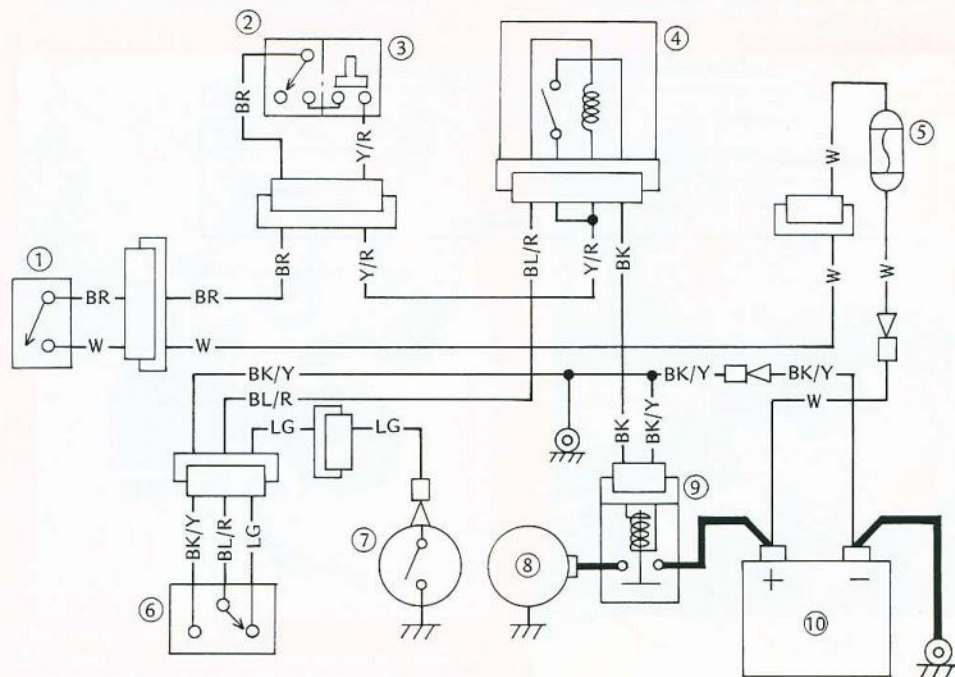 ② ③ ④
① ⑤
BR Y/R
W
BR Y/R BL/R Y/R BK W
W
BR BR
W W
BK/Y BK/Y BK/Y
BL/R W
LG LG BK BK/Y
⑨
BK/Y BL/R LG ⑦ ⑧
+ −
⑥ ⑩